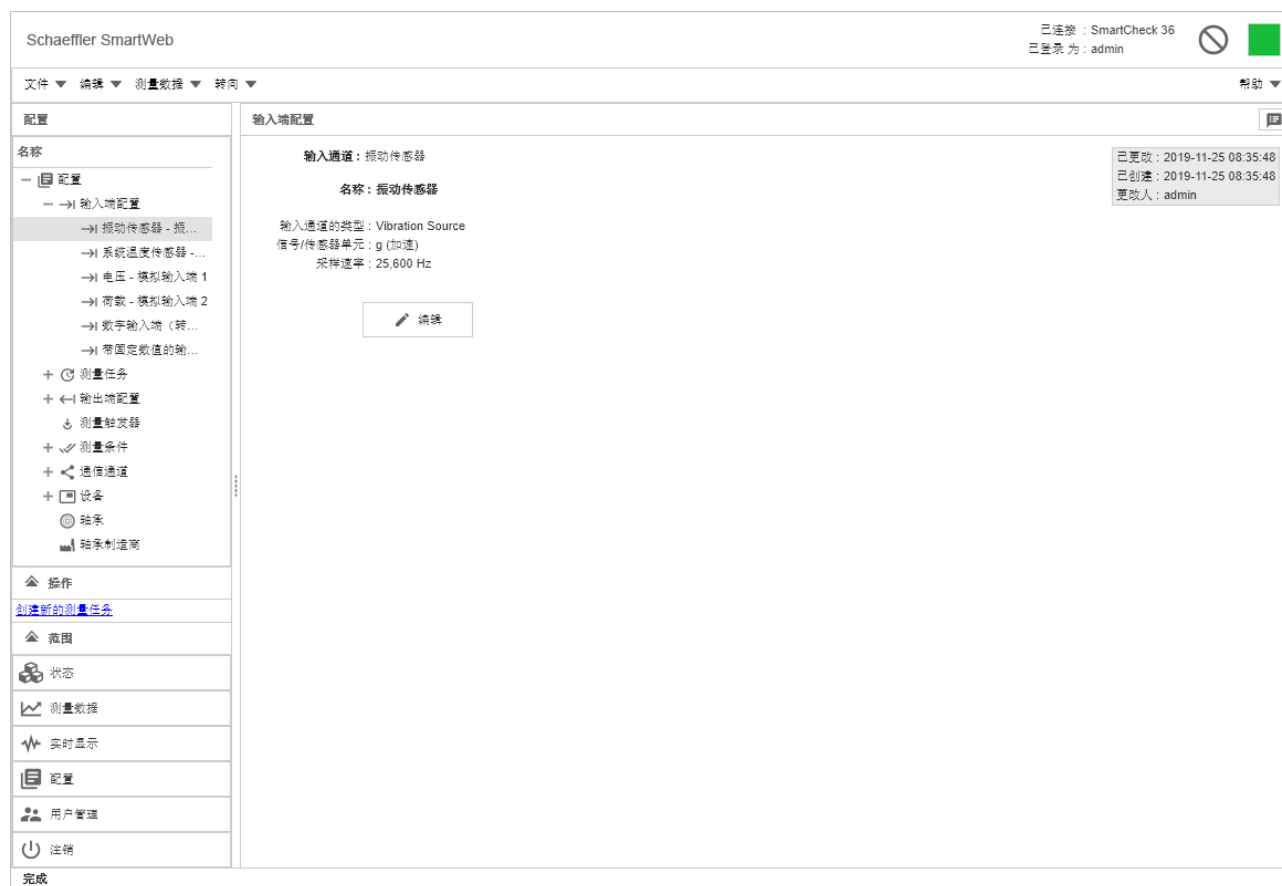 Schaeffler SmartWeb
已连接 : SmartCheck 36
已登录 为 : admin
文件 编辑 测量数据 转向 帮助
配置
名称
配置
输入端配置
振动传感器 - 振...
系统温度传感器 -...
电压 - 模拟输入端 1
荷载 - 模拟输入端 2
数字输入端（转...
带固定数值的输...
测量任务
输出端配置
测量触发器
测量条件
通信通道
设备
轴承
轴承制造商
操作
创建新的测量任务
范围
状态
测量数据
实时显示
配置
用户管理
注销
输入端配置
输入通道 : 振动传感器
名称 : 振动传感器
输入通道的类型 : Vibration Source
信号/传感器单元 : g (加速)
采样速率 : 25,600 Hz
编辑
已更改 : 2019-11-25 08:35:48
已创建 : 2019-11-25 08:35:48
更改人 : admin
完成